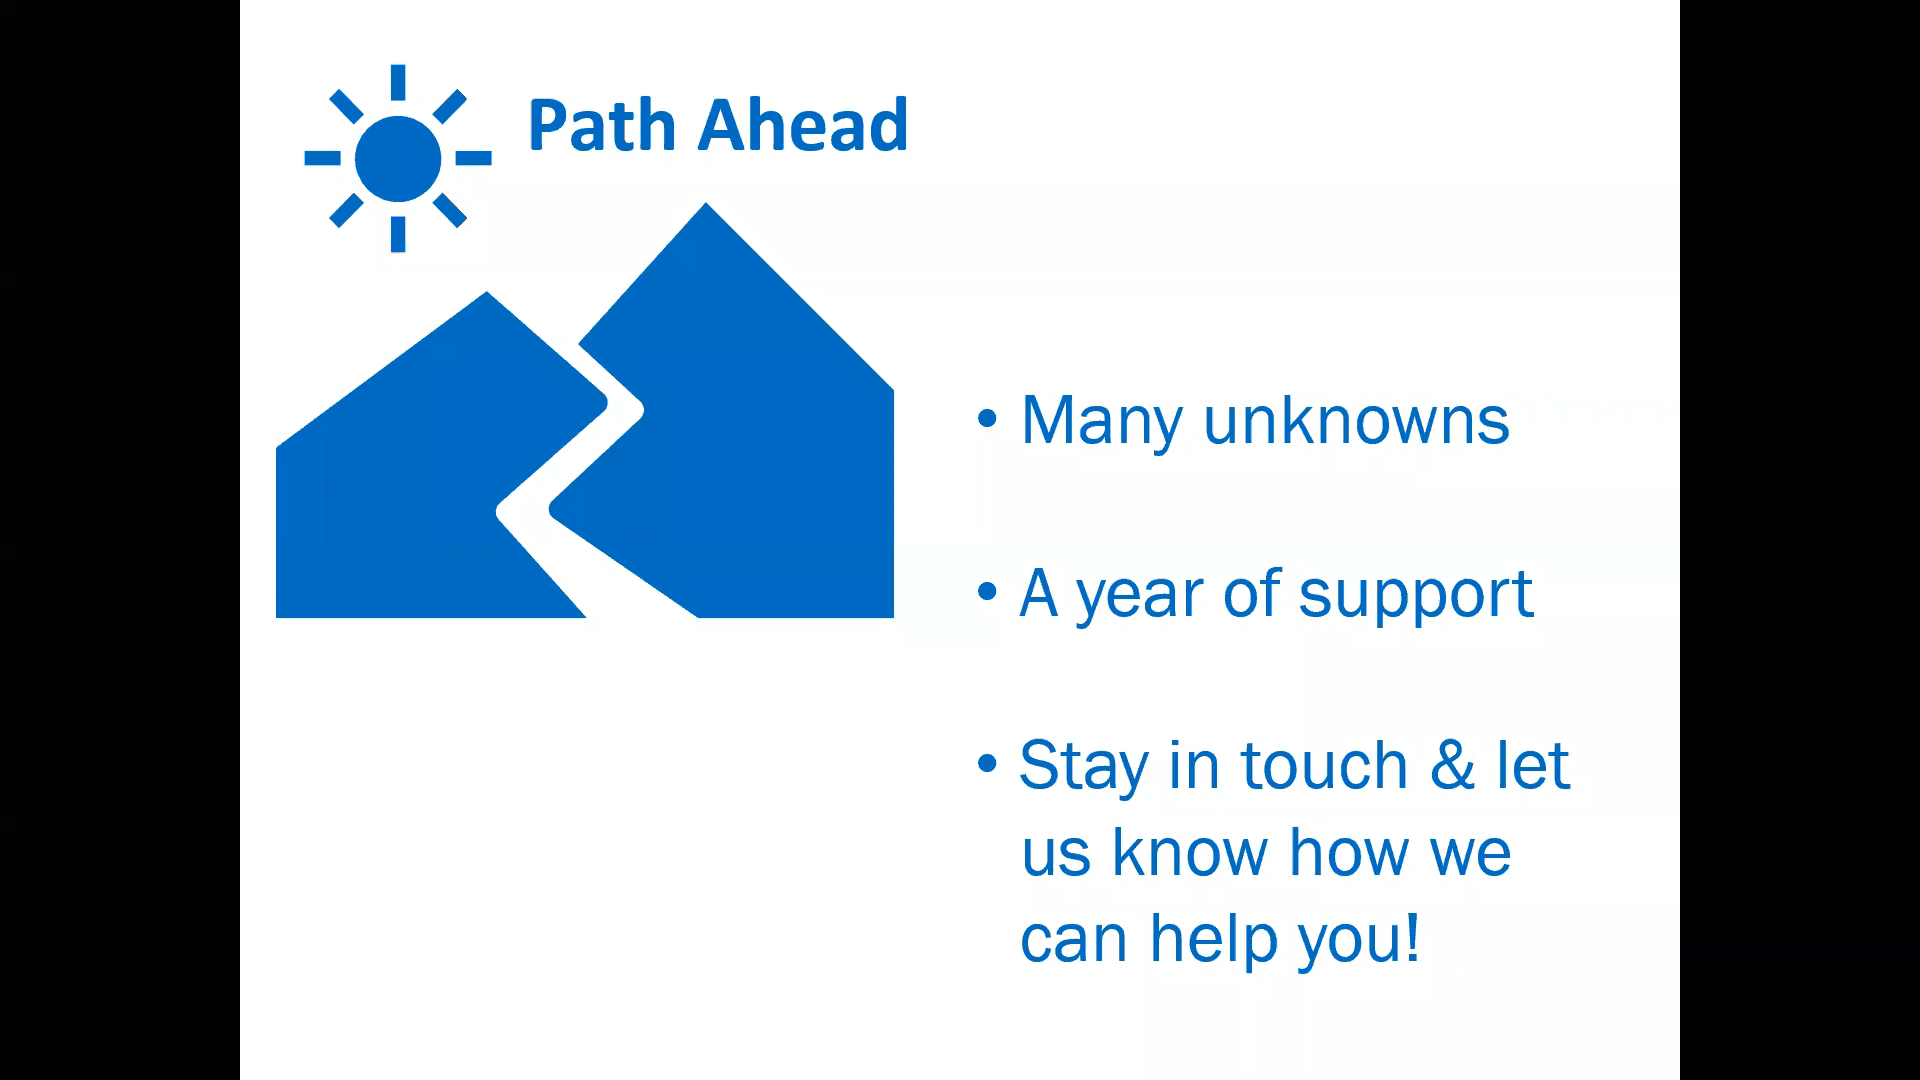 Path Ahead
• Many unknowns
• A year of support
• Stay in touch & let
us know how we
can help you!